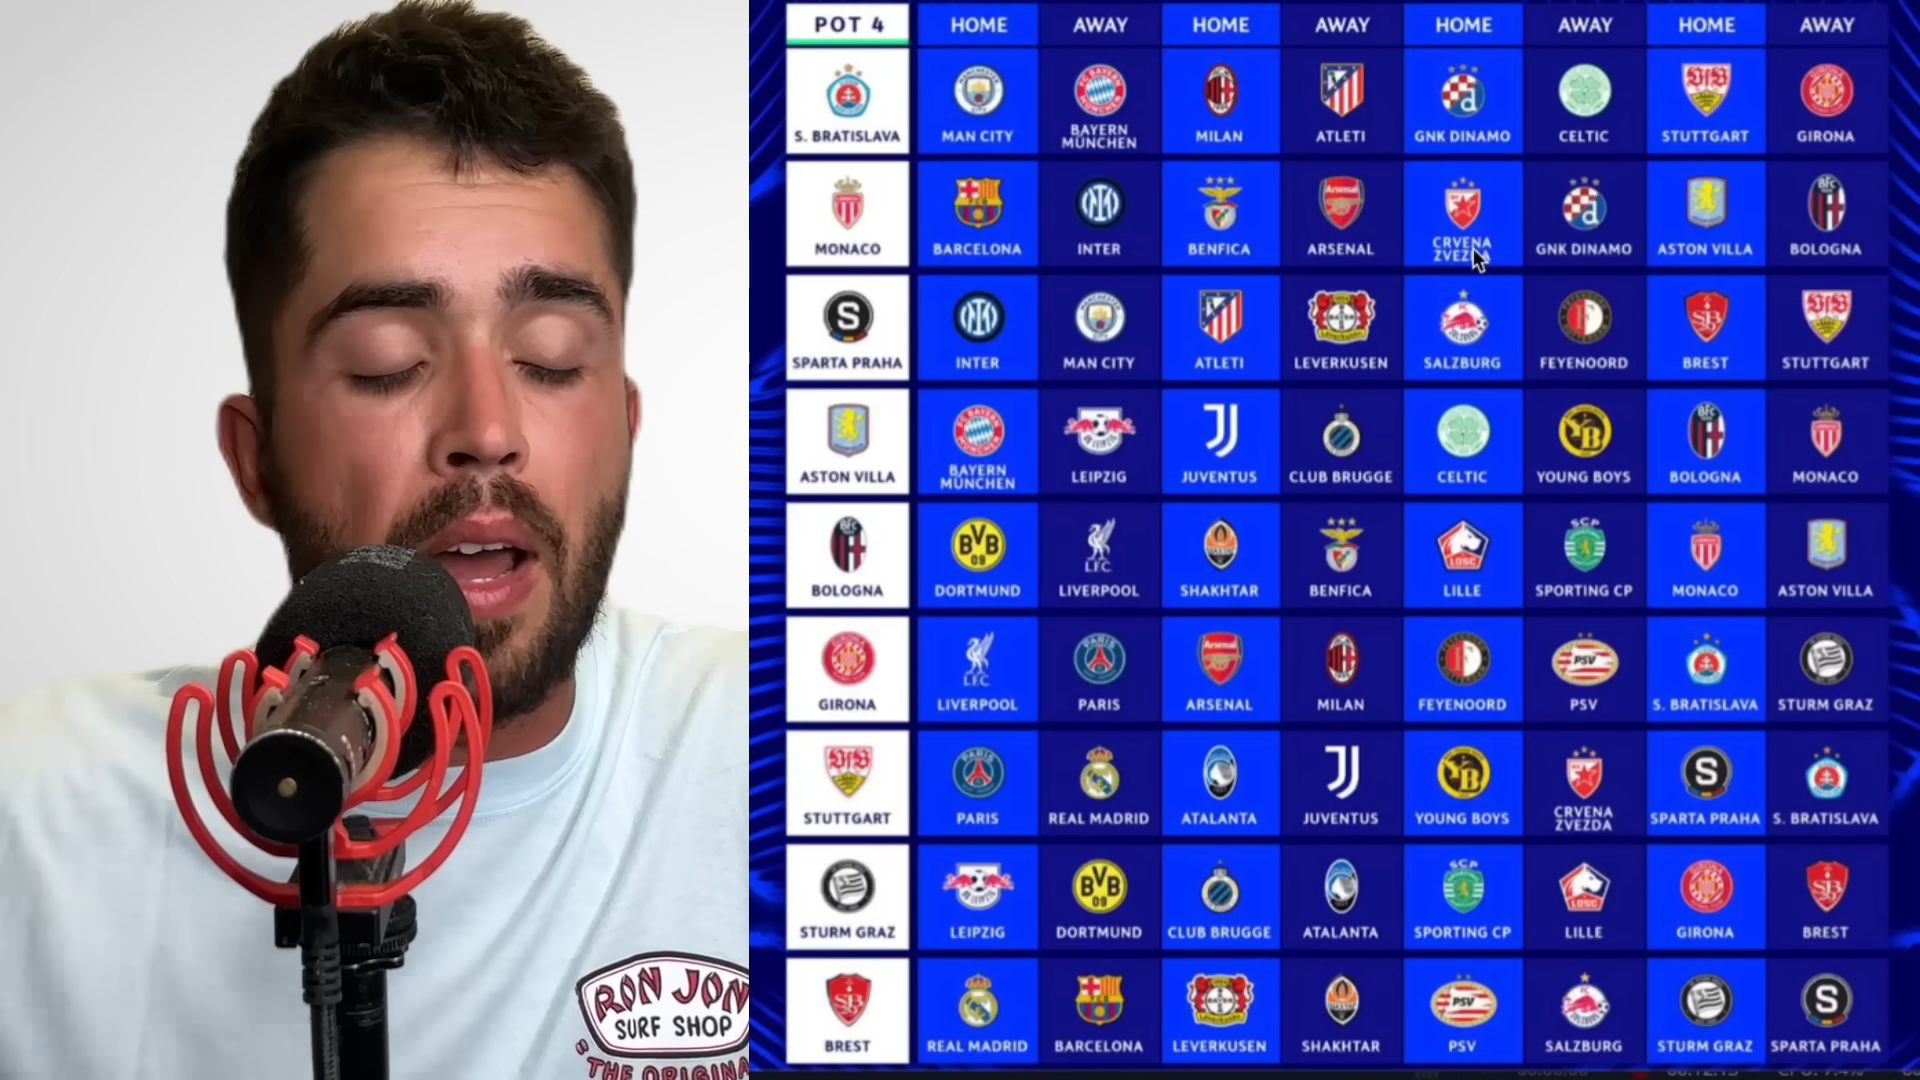 POT 4 HOME AWAY HOME AWAY HOME AWAY HOME AWAY
S. BRATISLAVA MAN CITY BAYERN MÜNCHEN MILAN ATLETI GNK DINAMO CELTIC STUTTGART GIRONA
MONACO BARCELONA INTER BENFICA ARSENAL CRVENA ZVEZDA GNK DINAMO ASTON VILLA BOLOGNA
SPARTA PRAHA INTER MAN CITY ATLETI LEVERKUSEN SALZBURG FEYENOORD BREST STUTTGART
ASTON VILLA BAYERN MÜNCHEN LEIPZIG JUVENTUS CLUB BRUGGE CELTIC YOUNG BOYS BOLOGNA MONACO
BOLOGNA DORTMUND LIVERPOOL SHAKHTAR BENFICA LILLE SPORTING CP MONACO ASTON VILLA
GIRONA LIVERPOOL PARIS ARSENAL MILAN FEYENOORD PSV S. BRATISLAVA STURM GRAZ
STUTTGART PARIS REAL MADRID ATALANTA JUVENTUS YOUNG BOYS CRVENA ZVEZDA SPARTA PRAHA S. BRATISLAVA
STURM GRAZ LEIPZIG DORTMUND CLUB BRUGGE ATALANTA SPORTING CP LILLE GIRONA BREST
BREST REAL MADRID BARCELONA LEVERKUSEN SHAKHTAR PSV SALZBURG STURM GRAZ SPARTA PRAHA
RON JON
SURF SHOP
"THE ORIGINA